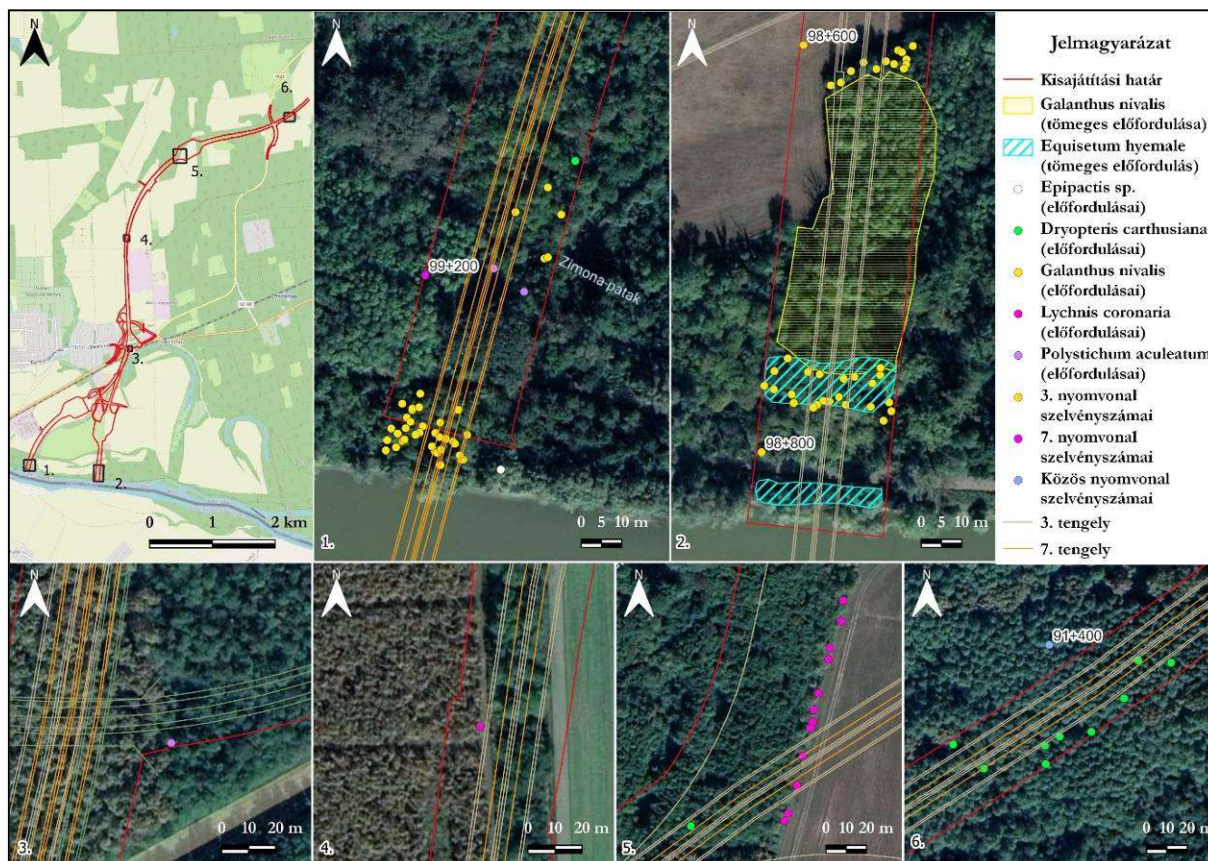 N
6.
5.
4.
3.
1.
2.
0 1 2 km
N
99+200
Zimona-patak
0 5 10 m
1.
N
98+600
98+800
0 5 10 m
2.
Jelmagyarázat
Kisajátítási határ
Galanthus nivalis
(tömeges előfordulása)
Equisetum hyemale
(tömeges előfordulás)
Epipactis sp.
(előfordulásai)
Dryopteris carthusiana
(előfordulásai)
Galanthus nivalis
(előfordulásai)
Lychnis coronaria
(előfordulásai)
Polystichum aculeatum
(előfordulásai)
3. nyomvonal
szelvényszámai
7. nyomvonal
szelvényszámai
Közös nyomvonal
szelvényszámai
3. tengely
7. tengely
N
0 10 20 m
3.
N
0 10 20 m
4.
N
0 10 20 m
5.
N
91+400
0 10 20 m
6.